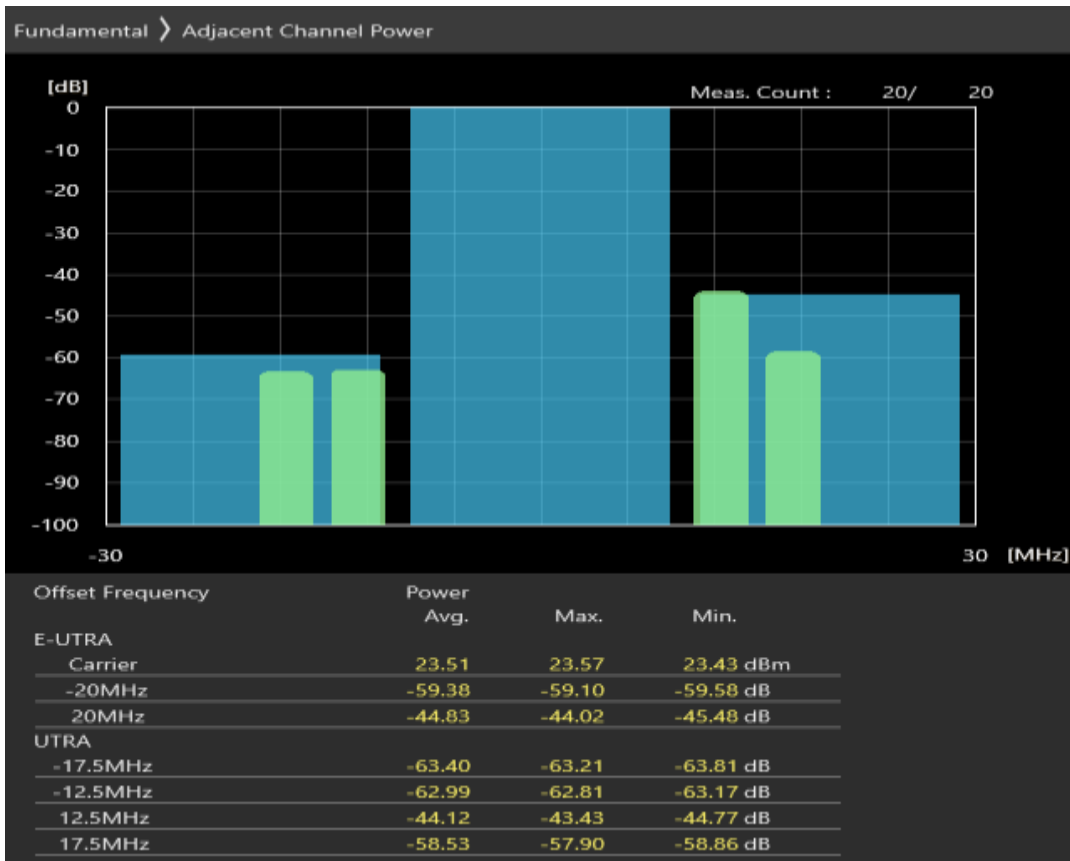 Fundamental 〉 Adjacent Channel Power
[dB]
Meas. Count :   20/   20
0
-10
-20
-30
-40
-50
-60
-70
-80
-90
-100
-30   30   [MHz]
Offset Frequency   Power
Avg.   Max.   Min.
E-UTRA
Carrier   23.51   23.57   23.43 dBm
-20MHz   -59.38   -59.10   -59.58 dB
20MHz   -44.83   -44.02   -45.48 dB
UTRA
-17.5MHz   -63.40   -63.21   -63.81 dB
-12.5MHz   -62.99   -62.81   -63.17 dB
12.5MHz   -44.12   -43.43   -44.77 dB
17.5MHz   -58.53   -57.90   -58.86 dB